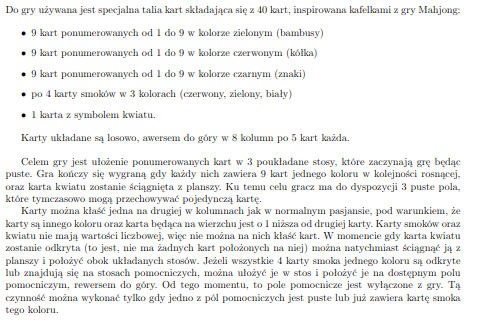 Do gry używana jest specjalna talia kart składająca się z 40 kart, inspirowana kafelkami z gry Mahjong:
• 9 kart ponumerowanych od 1 do 9 w kolorze zielonym (bambusy)
• 9 kart ponumerowanych od 1 do 9 w kolorze czerwonym (kółka)
• 9 kart ponumerowanych od 1 do 9 w kolorze czarnym (znaki)
• po 4 karty smoków w 3 kolorach (czerwony, zielony, biały)
• 1 karta z symbolem kwiatu.
Karty układane są losowo, awersem do góry w 8 kolumn po 5 kart każda.
Celem gry jest ułożenie ponumerowanych kart w 3 poukładane stosy, które zaczynają grę będąc
puste. Gra kończy się wygraną gdy każdy nich zawiera 9 kart jednego koloru w kolejności rosnącej,
oraz karta kwiatu zostanie ściągnięta z planszy. Ku temu celu gracz ma do dyspozycji 3 puste pola,
które tymczasowo mogą przechowywać pojedynczą kartę.
Karty można kłaść jedna na drugiej w kolumnach jak w normalnym pasjansie, pod warunkiem, że
karty są innego koloru oraz karta będąca na wierzchu jest o 1 niższa od drugiej karty. Karty smoków oraz
kwiatu nie mają wartości liczbowej, więc nie można na nich kłaść kart. W momencie gdy karta kwiatu
zostanie odkryta (to jest, nie ma żadnych kart położonych na niej) można natychmiast ściągnąć ją z
planszy i położyć obok układanych stosów. Jeżeli wszystkie 4 karty smoka jednego koloru są odkryte
lub znajdują się na stosach pomocniczych, można ułożyć je w stos i położyć je na dostępnym polu
pomocniczym, rewersem do góry. Od tego momentu, to pole pomocnicze jest wyłączone z gry. Tą
czynność można wykonać tylko gdy jedno z pól pomocniczych jest puste lub już zawiera kartę smoka
tego koloru.